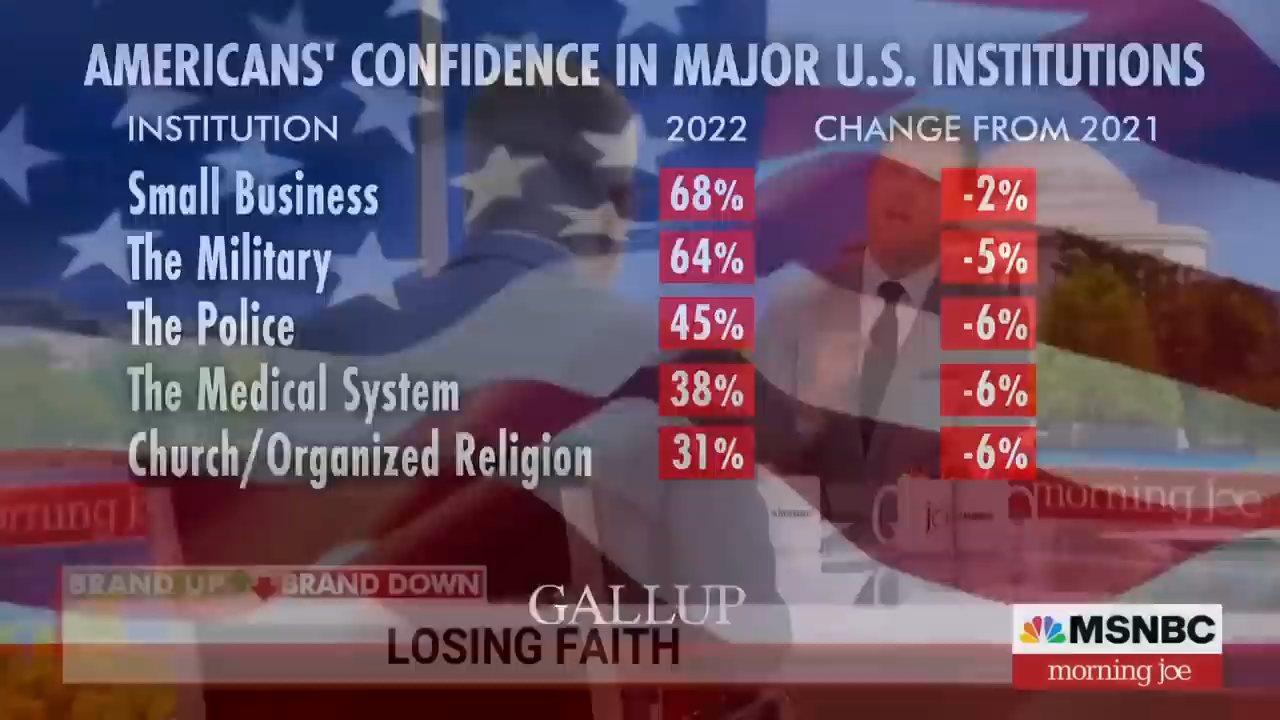 AMERICANS' CONFIDENCE IN MAJOR U.S. INSTITUTIONS
INSTITUTION 2022 CHANGE FROM 2021
Small Business 68% -2%
The Military 64% -5%
The Police 45% -6%
The Medical System 38% -6%
Church/Organized Religion 31% -6%
morning joe
BRAND UP BRAND DOWN
GALLUP
LOSING FAITH
MSNBC
morning joe